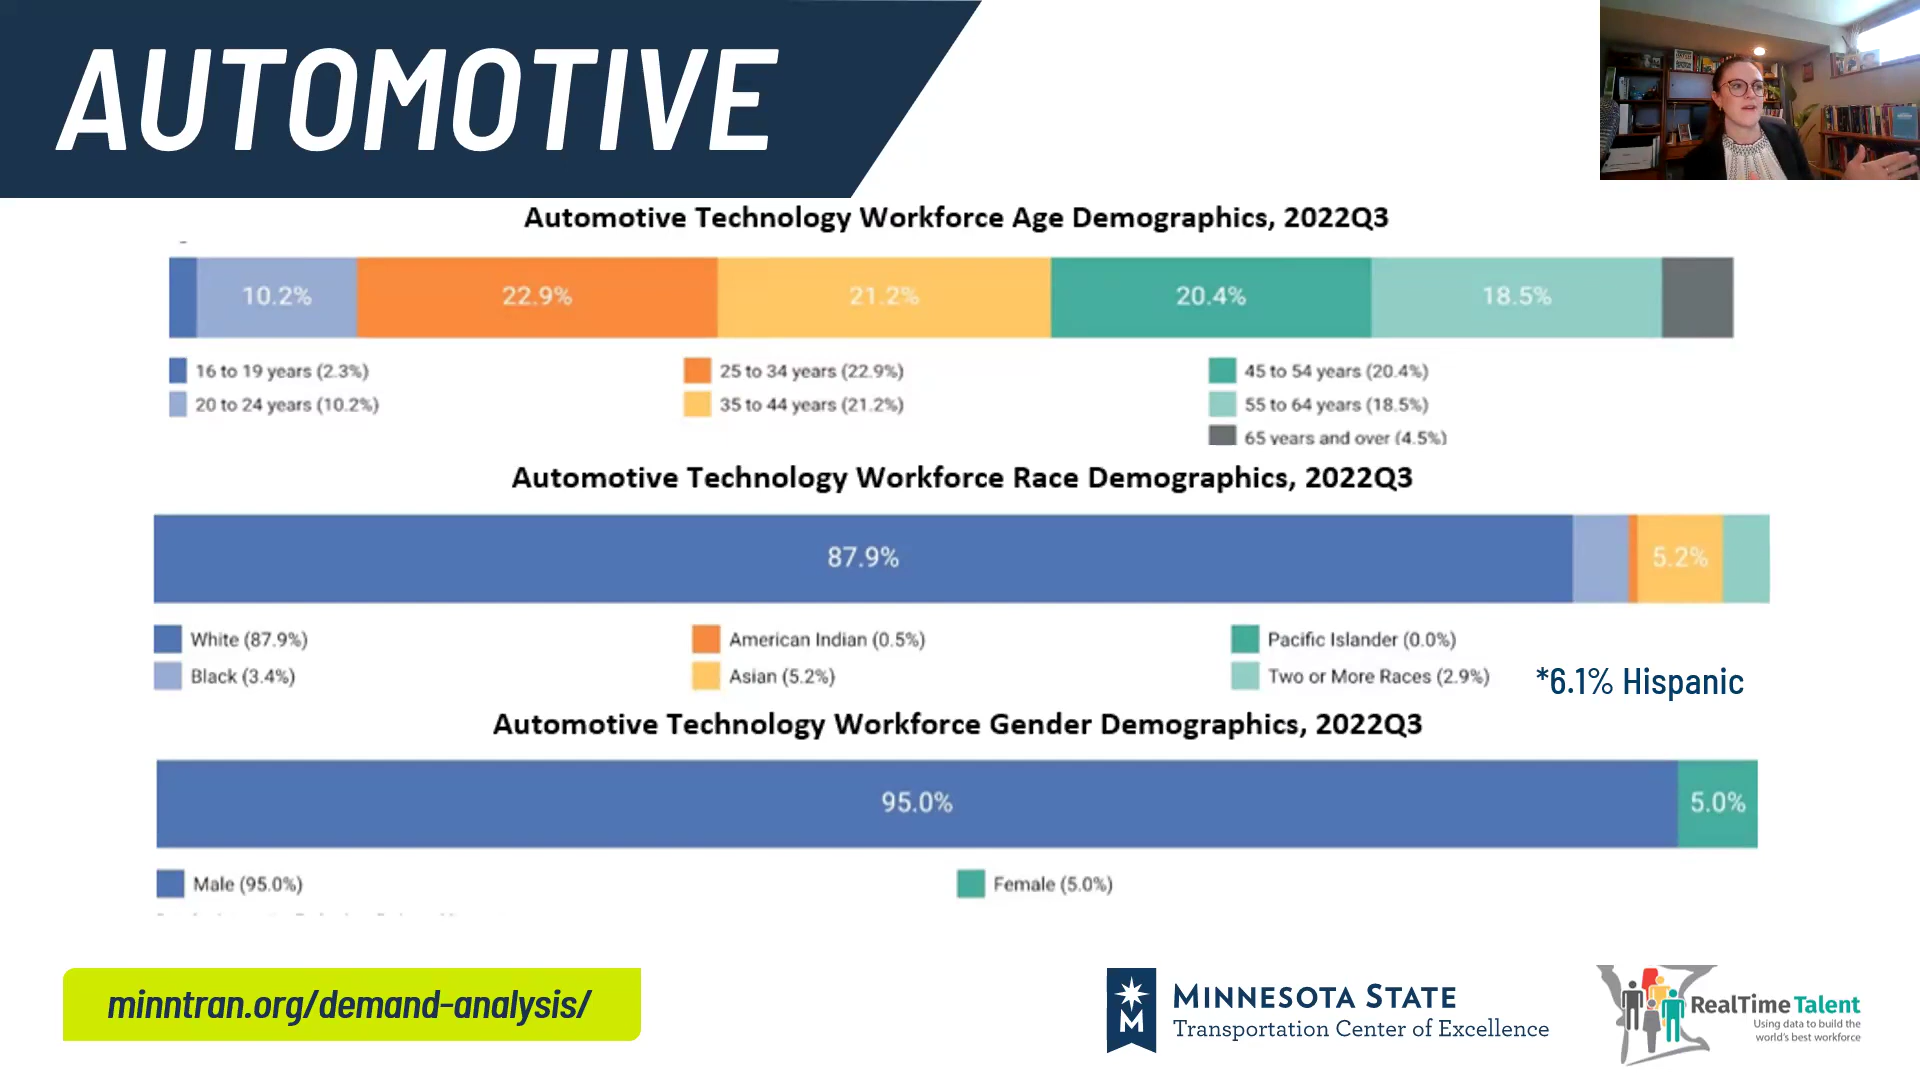 AUTOMOTIVE
Automotive Technology Workforce Age Demographics, 2022Q3
10.2%
22.9%
21.2%
20.4%
18.5%
16 to 19 years (2.3%)
25 to 34 years (22.9%)
45 to 54 years (20.4%)
20 to 24 years (10.2%)
35 to 44 years (21.2%)
55 to 64 years (18.5%)
65 years and over (4.5%)
Automotive Technology Workforce Race Demographics, 2022Q3
87.9%
5.2%
White (87.9%)
American Indian (0.5%)
Pacific Islander (0.0%)
Black (3.4%)
Asian (5.2%)
Two or More Races (2.9%)
*6.1% Hispanic
Automotive Technology Workforce Gender Demographics, 2022Q3
95.0%
5.0%
Male (95.0%)
Female (5.0%)
minntran.org/demand-analysis/
M
MINNESOTA STATE
Transportation Center of Excellence
RealTime Talent
Using data to build the
world's best workforce